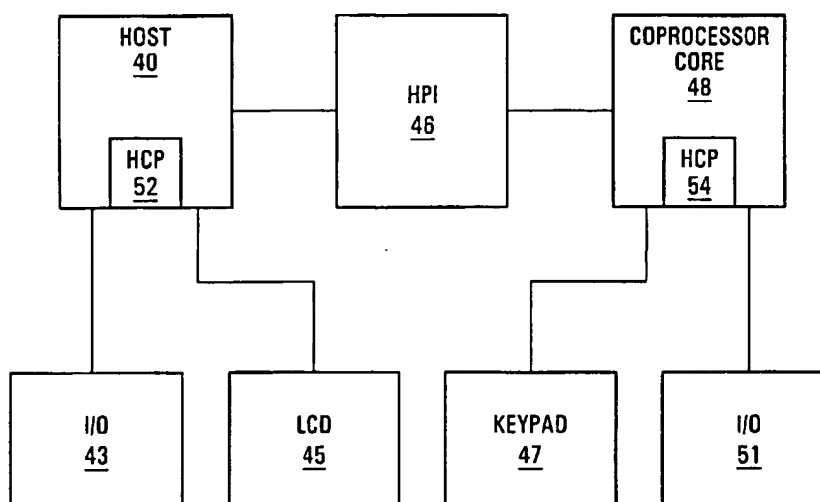 HOST
40
HCP
52
HPI
46
COPROCESSOR
CORE
48
HCP
54
I/O
43
LCD
45
KEYPAD
47
I/O
51